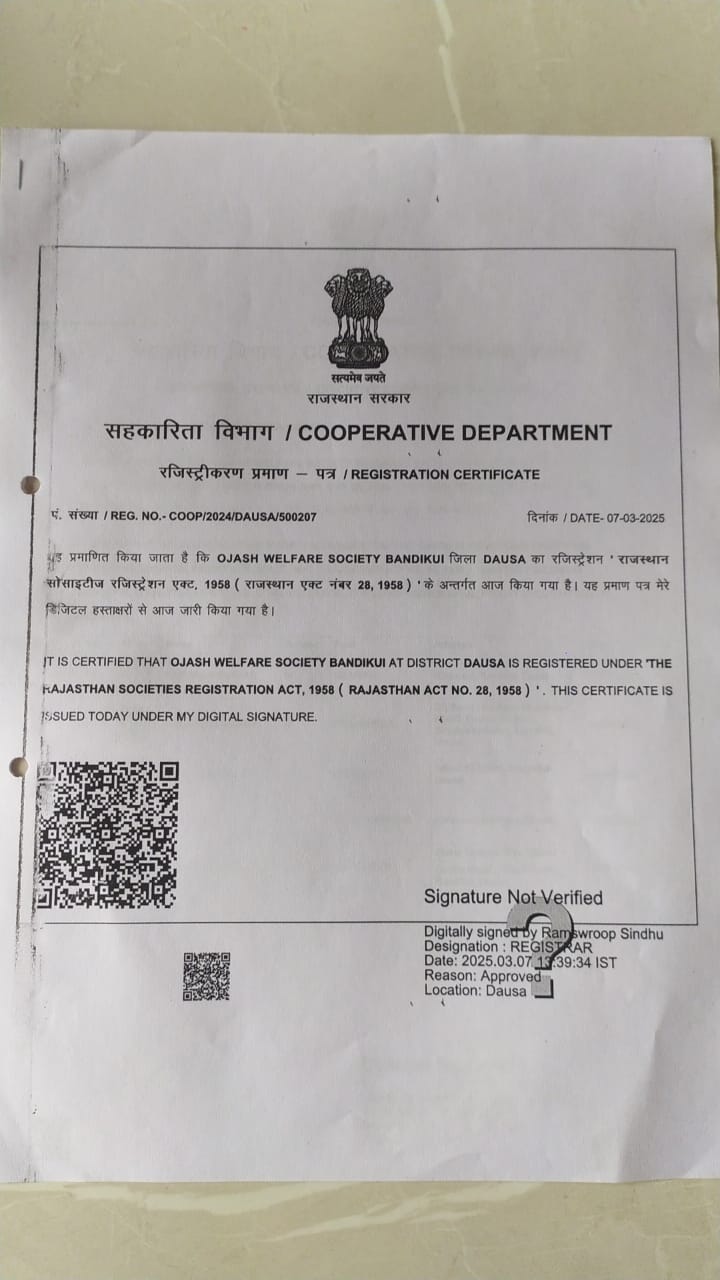 सत्यमेव जयते
राजस्थान सरकार
सहकारिता विभाग / COOPERATIVE DEPARTMENT
रजिस्ट्रीकरण प्रमाण – पत्र / REGISTRATION CERTIFICATE
पं. संख्या / REG. NO.- COOP/2024/DAUSA/500207 दिनांक / DATE- 07-03-2025
प्रमाणित किया जाता है कि OJASH WELFARE SOCIETY BANDIKUI जिला DAUSA का रजिस्ट्रेशन ' राजस्थान
सोसाइटीज रजिस्ट्रेशन एक्ट, 1958 ( राजस्थान एक्ट नंबर 28, 1958 ) ' के अन्तर्गत आज किया गया है। यह प्रमाण पत्र मेरे
डिजिटल हस्ताक्षरों से आज जारी किया गया है।
IT IS CERTIFIED THAT OJASH WELFARE SOCIETY BANDIKUI AT DISTRICT DAUSA IS REGISTERED UNDER 'THE
RAJASTHAN SOCIETIES REGISTRATION ACT, 1958 ( RAJASTHAN ACT NO. 28, 1958 ) ' . THIS CERTIFICATE IS
ISSUED TODAY UNDER MY DIGITAL SIGNATURE.
Signature Not Verified
Digitally signed by Ramswroop Sindhu
Designation : REGISTRAR
Date: 2025.03.07 13:39:34 IST
Reason: Approved
Location: Dausa